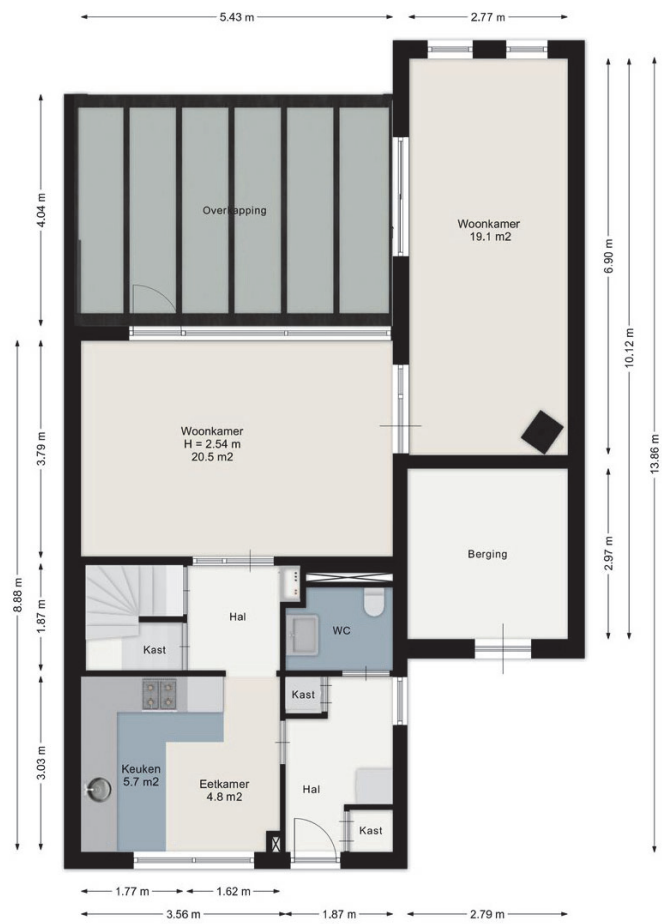 5.43 m
2.77 m
4.04 m
Overkapping
Woonkamer
19.1 m2
6.90 m
10.12 m
13.86 m
Woonkamer
H = 2.54 m
20.5 m2
3.79 m
8.88 m
Berging
2.97 m
1.87 m
Hal
WC
Kast
Kast
3.03 m
Keuken
5.7 m2
Eetkamer
4.8 m2
Hal
Kast
1.77 m
1.62 m
3.56 m
1.87 m
2.79 m